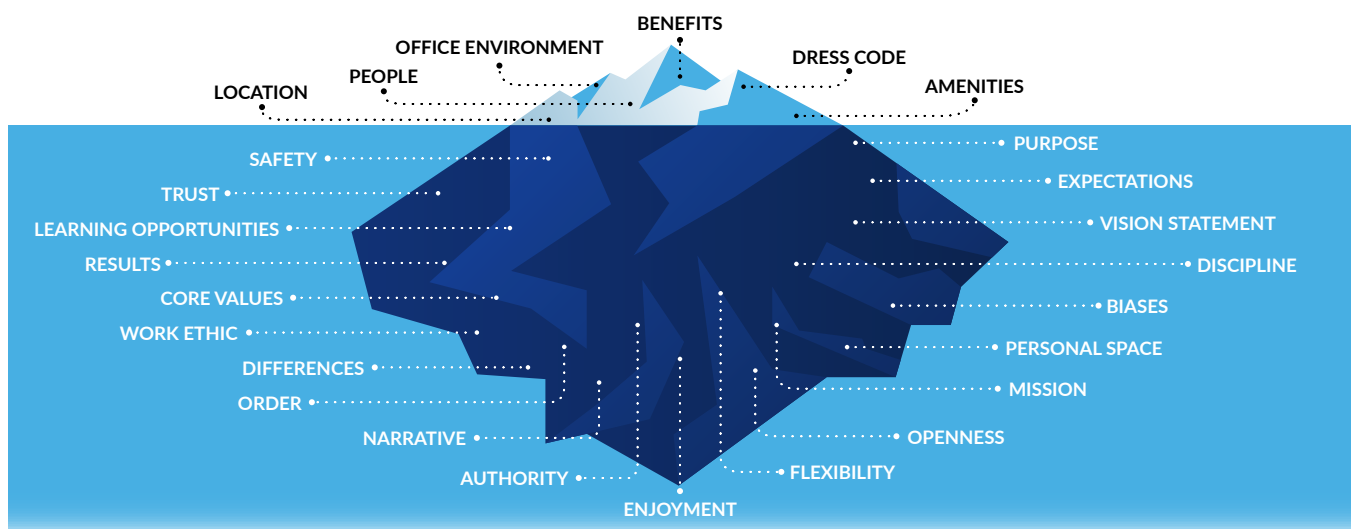 BENEFITS
OFFICE ENVIRONMENT
DRESS CODE
PEOPLE
AMENITIES
LOCATION
PURPOSE
SAFETY
EXPECTATIONS
TRUST
VISION STATEMENT
LEARNING OPPORTUNITIES
RESULTS
DISCIPLINE
CORE VALUES
BIASES
WORK ETHIC
PERSONAL SPACE
DIFFERENCES
MISSION
ORDER
NARRATIVE
OPENNESS
FLEXIBILITY
AUTHORITY
ENJOYMENT